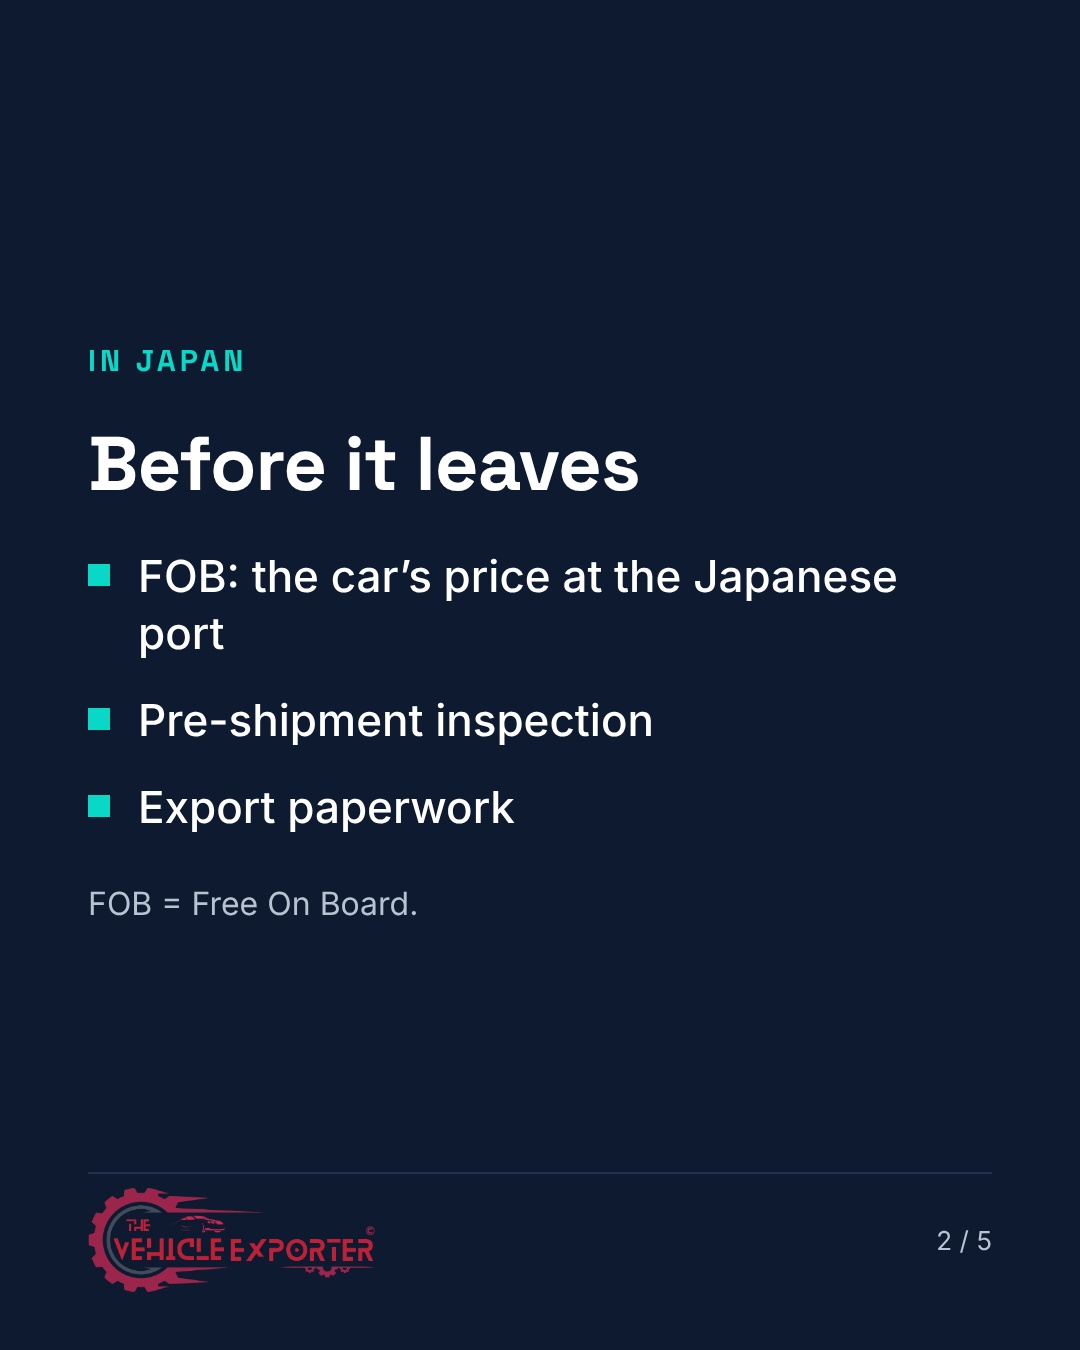 IN JAPAN
Before it leaves
FOB: the car’s price at the Japanese
port
Pre-shipment inspection
Export paperwork
FOB = Free On Board.
THE
VEHICLE EXPORTER ©
2 / 5